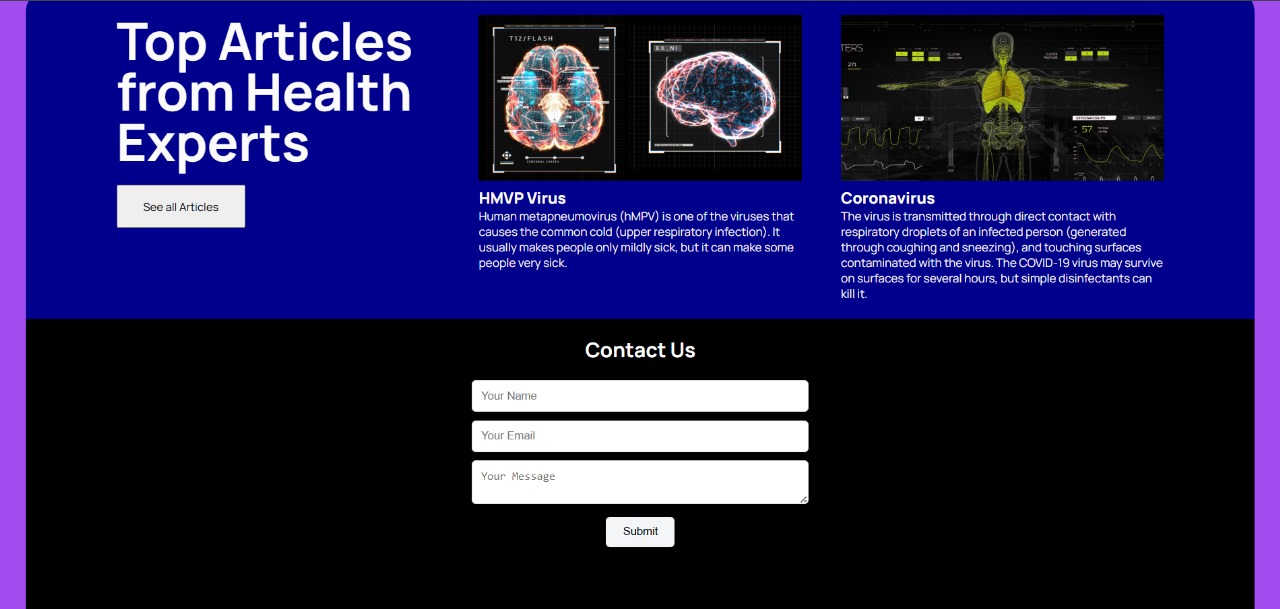 Top Articles
from Health
Experts
See all Articles
T12/FLASH
EX_NI
TERS
271
57
HMVP Virus
Human metapneumovirus (hMPV) is one of the viruses that
causes the common cold (upper respiratory infection). It
usually makes people only mildly sick, but it can make some
people very sick.
Coronavirus
The virus is transmitted through direct contact with
respiratory droplets of an infected person (generated
through coughing and sneezing), and touching surfaces
contaminated with the virus. The COVID-19 virus may survive
on surfaces for several hours, but simple disinfectants can
kill it.
Contact Us
Your Name
Your Email
Your Message
Submit